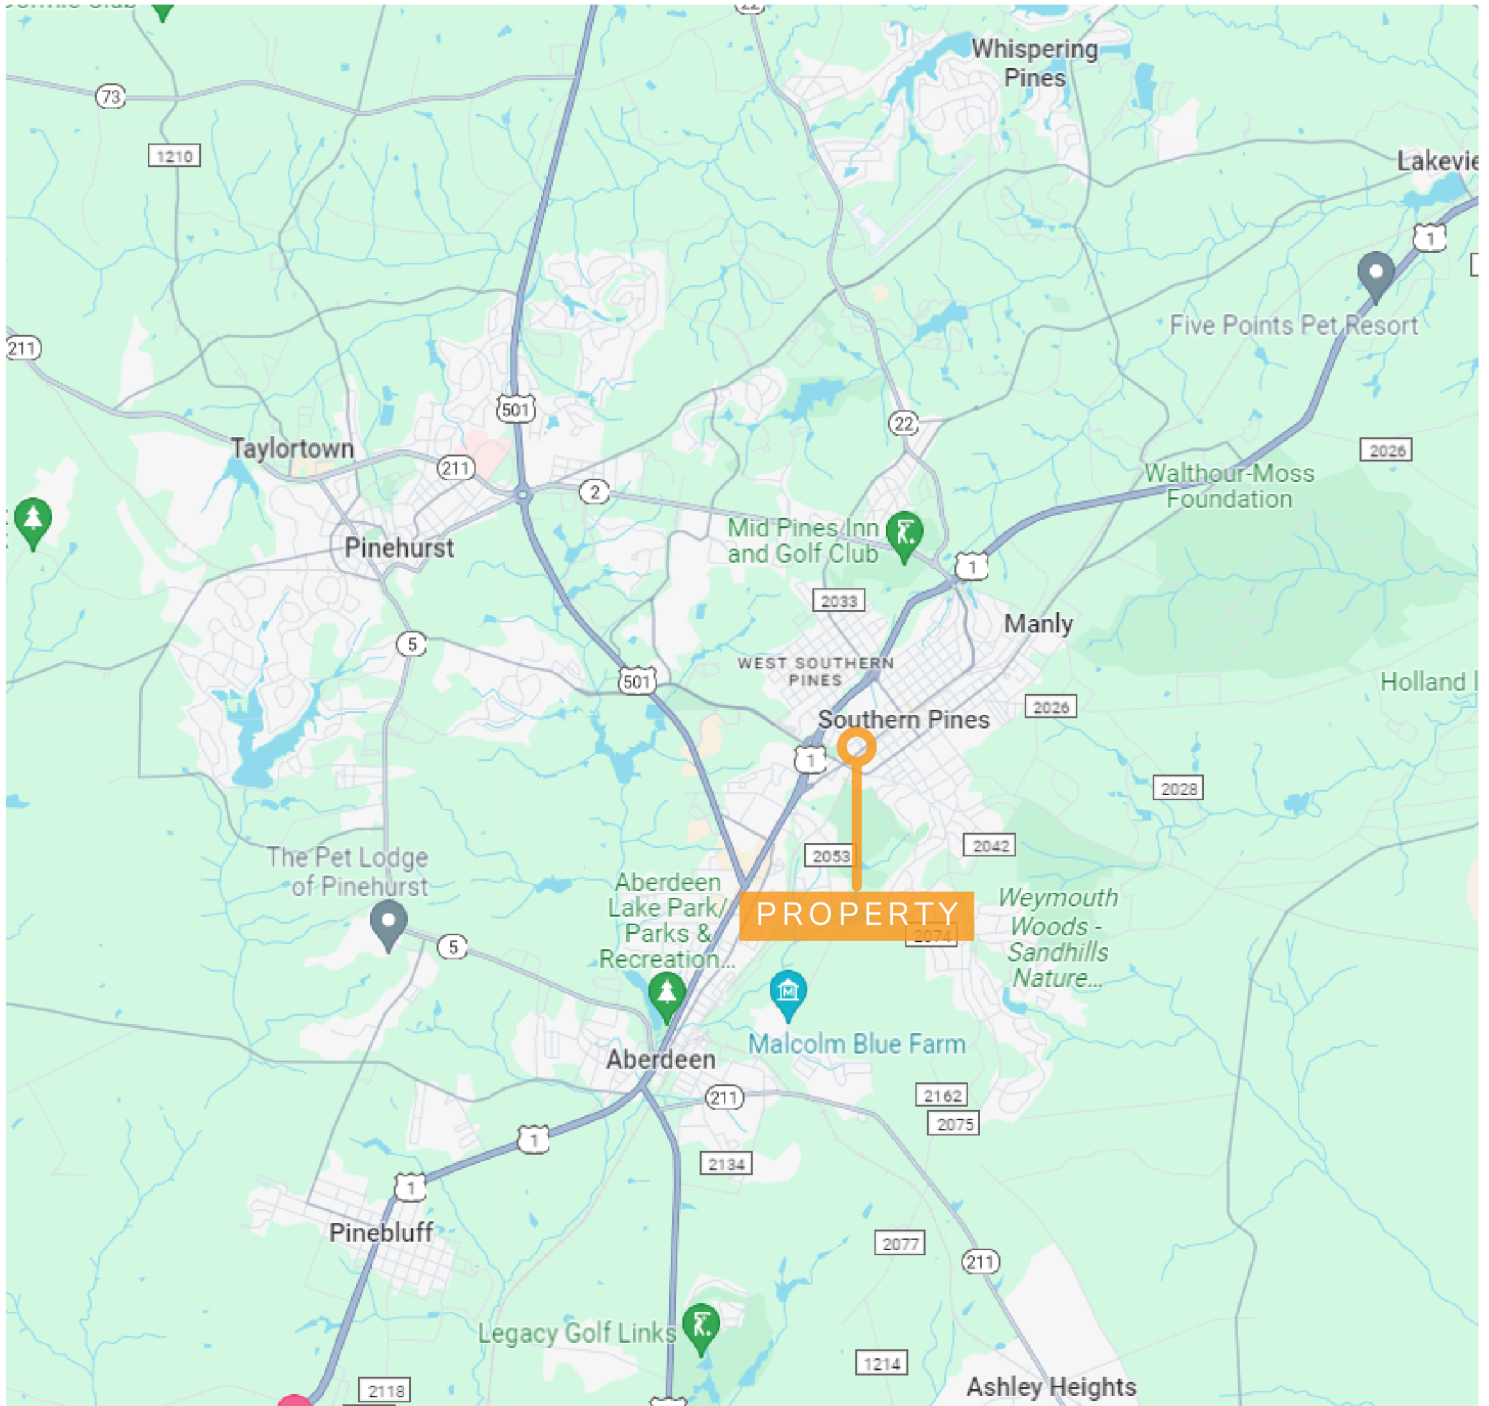 22
Whispering
Pines
73
1210
Lakevie
1
211
Five Points Pet Resort
501
22
Taylortown
211
2026
2
Walthour-Moss
Foundation
Mid Pines Inn
and Golf Club
Pinehurst
1
2033
Manly
5
WEST SOUTHERN
PINES
501
Holland
2026
Southern Pines
1
2028
2042
2053
The Pet Lodge
of Pinehurst
Aberdeen
Lake Park/
Parks &
Recreation...
PROPERTY
2074
Weymouth
Woods -
Sandhills
Nature...
5
Malcolm Blue Farm
Aberdeen
211
2162
2075
1
2134
1
Pinebluff
2077
211
Legacy Golf Links
1214
2118
Ashley Heights